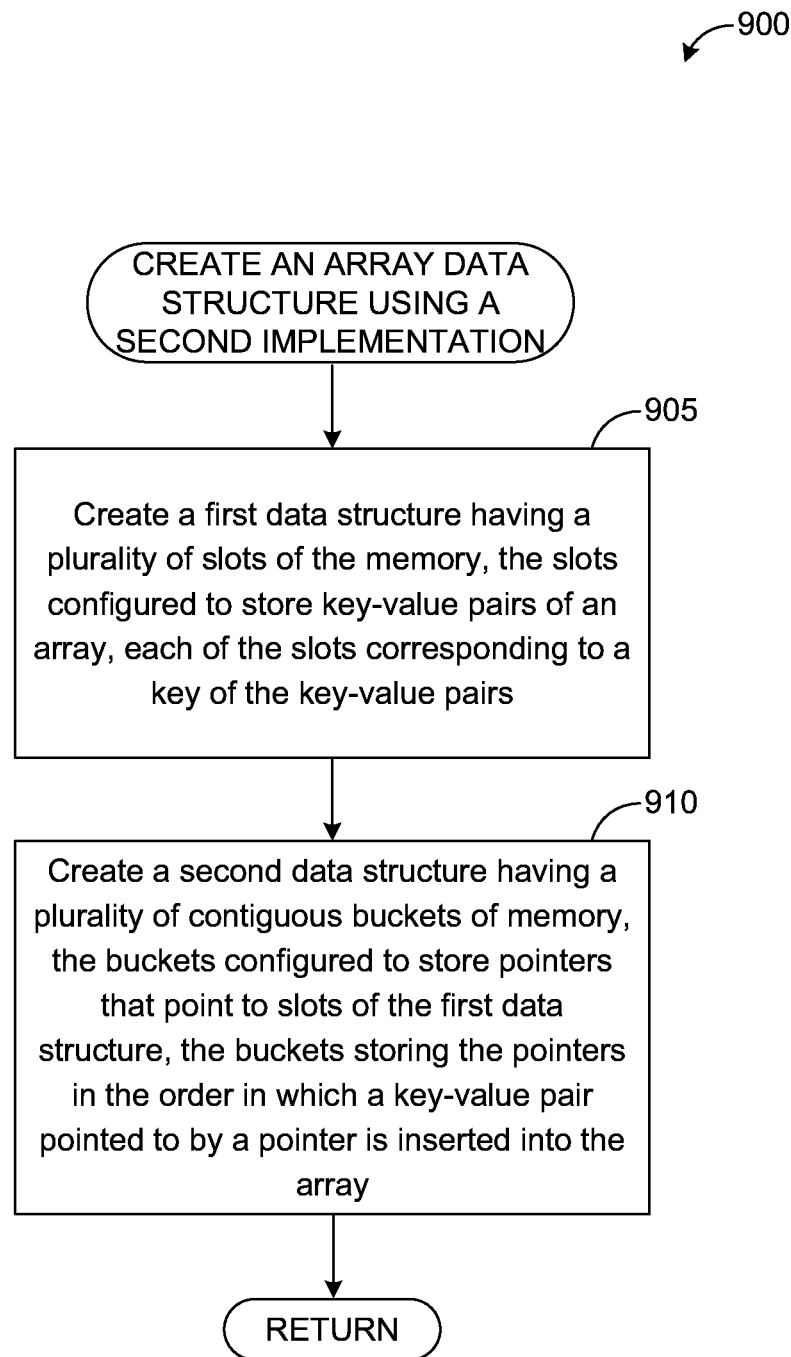 900
CREATE AN ARRAY DATA
STRUCTURE USING A
SECOND IMPLEMENTATION
905
Create a first data structure having a
plurality of slots of the memory, the slots
configured to store key-value pairs of an
array, each of the slots corresponding to a
key of the key-value pairs
910
Create a second data structure having a
plurality of contiguous buckets of memory,
the buckets configured to store pointers
that point to slots of the first data
structure, the buckets storing the pointers
in the order in which a key-value pair
pointed to by a pointer is inserted into the
array
RETURN